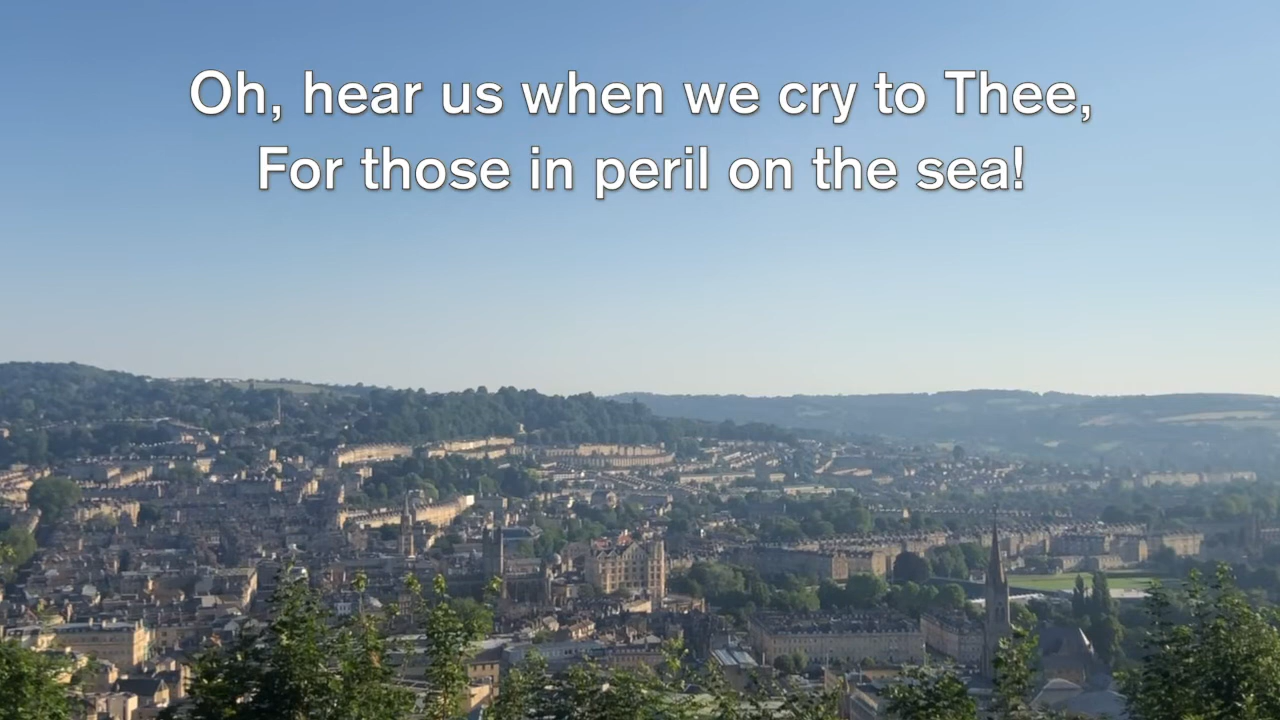 Oh, hear us when we cry to Thee,
For those in peril on the sea!